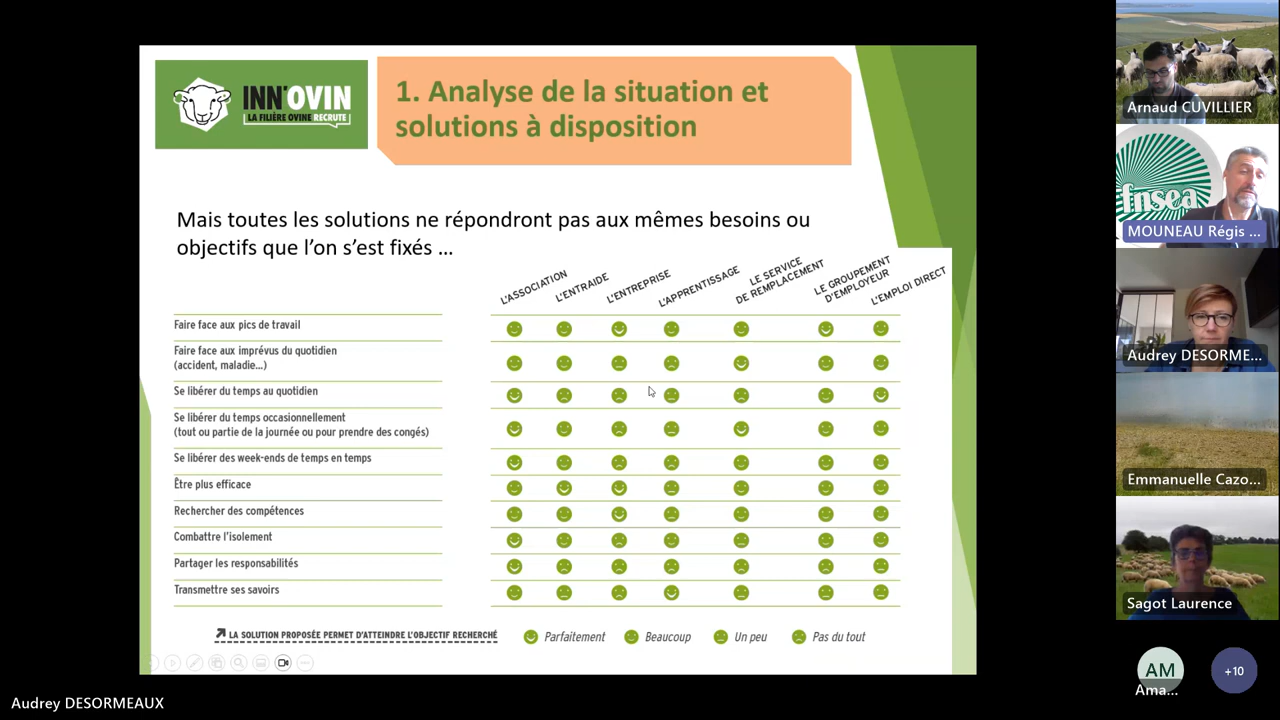 INN'OVIN
LA FILIÈRE OVINE RECRUTE
1. Analyse de la situation et
solutions à disposition
Mais toutes les solutions ne répondront pas aux mêmes besoins ou
objectifs que l'on s'est fixés ...
L'ASSOCIATION
L'ENTRAIDE
L'ENTREPRISE
L'APPRENTISSAGE
LE SERVICE
DE REMPLACEMENT
LE GROUPEMENT
D'EMPLOYEUR
L'EMPLOI DIRECT
Faire face aux pics de travail
Faire face aux imprévus du quotidien
(accident, maladie...)
Se libérer du temps au quotidien
Se libérer du temps occasionnellement
(tout ou partie de la journée ou pour prendre des congés)
Se libérer des week-ends de temps en temps
Être plus efficace
Rechercher des compétences
Combattre l'isolement
Partager les responsabilités
Transmettre ses savoirs
LA SOLUTION PROPOSÉE PERMET D'ATTEINDRE L'OBJECTIF RECHERCHÉ
Parfaitement
Beaucoup
Un peu
Pas du tout
Arnaud CUVILLIER
fnsea
MOUNEAU Régis ...
Audrey DESORME...
Emmanuelle Cazo...
Sagot Laurence
AM
Ama...
+10
Audrey DESORMEAUX